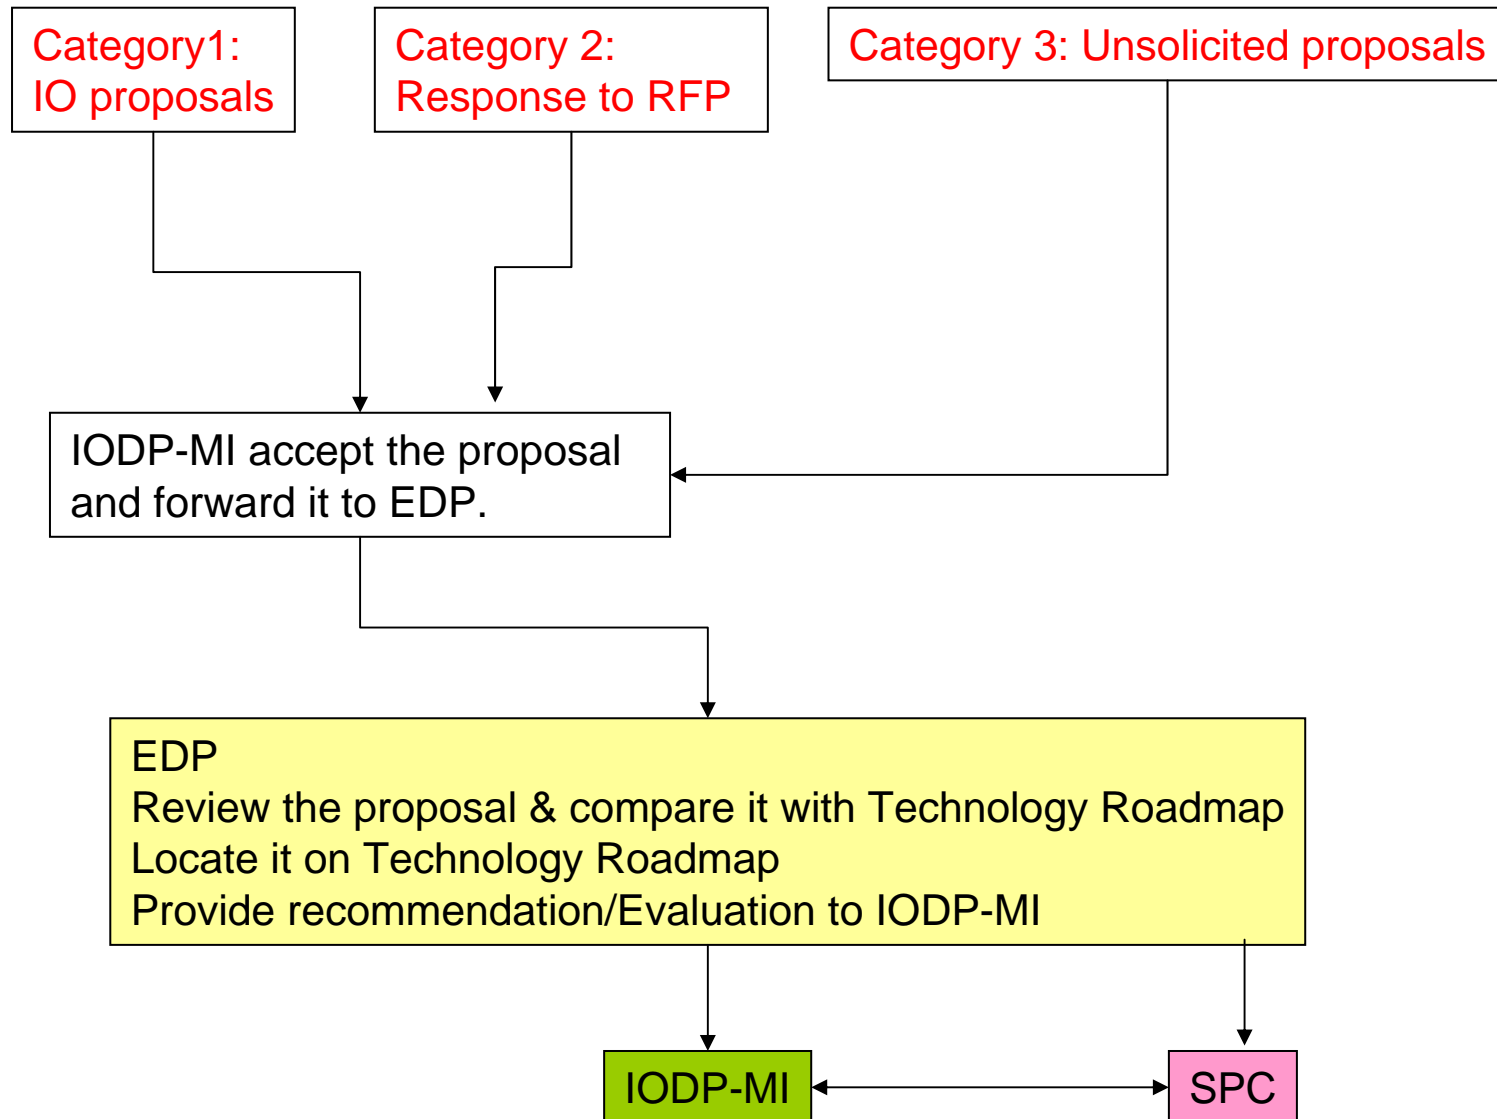 Category1:
IO proposals
Category 2:
Response to RFP
Category 3: Unsolicited proposals
IODP-MI accept the proposal
and forward it to EDP.
EDP
Review the proposal & compare it with Technology Roadmap
Locate it on Technology Roadmap
Provide recommendation/Evaluation to IODP-MI
IODP-MI
SPC